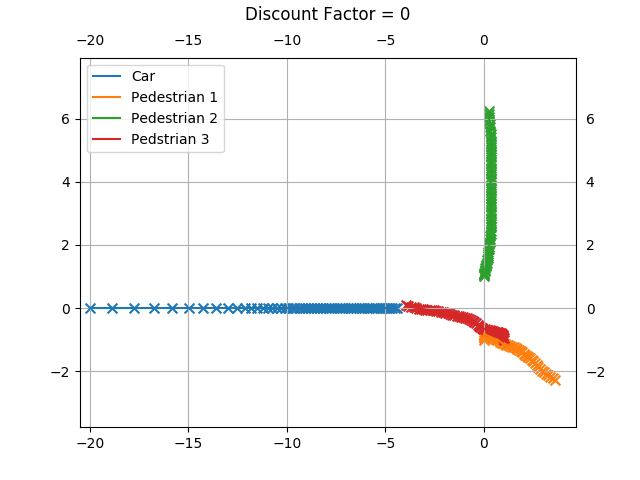 Discount Factor = 0
−20 −15 −10 −5 0
Car
Pedestrian 1
Pedestrian 2
Pedstrian 3
6 6
4 4
2 2
0 0
−2 −2
−20 −15 −10 −5 0